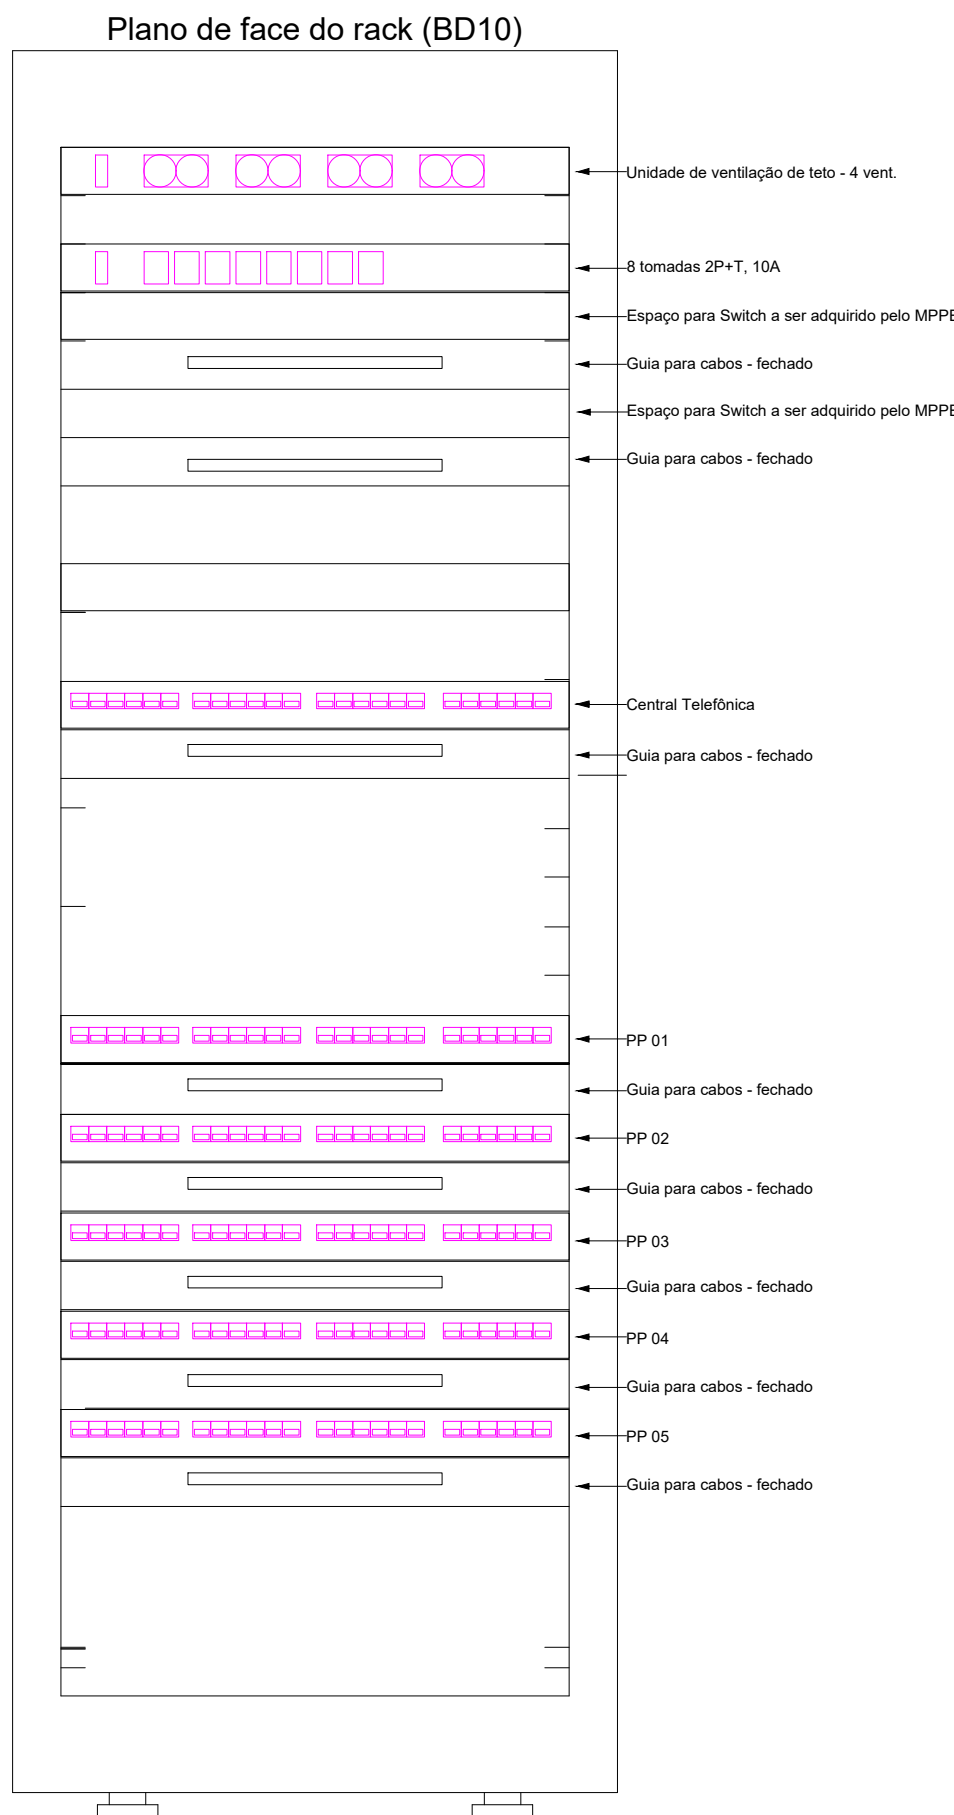 Plano de face do rack (BD10)
Unidade de ventilação de teto - 4 vent.
8 tomadas 2P+T, 10A
Espaço para Switch a ser adquirido pelo MPPE
Guia para cabos - fechado
Espaço para Switch a ser adquirido pelo MPPE
Guia para cabos - fechado
Central Telefônica
Guia para cabos - fechado
PP 01
Guia para cabos - fechado
PP 02
Guia para cabos - fechado
PP 03
Guia para cabos - fechado
PP 04
Guia para cabos - fechado
PP 05
Guia para cabos - fechado